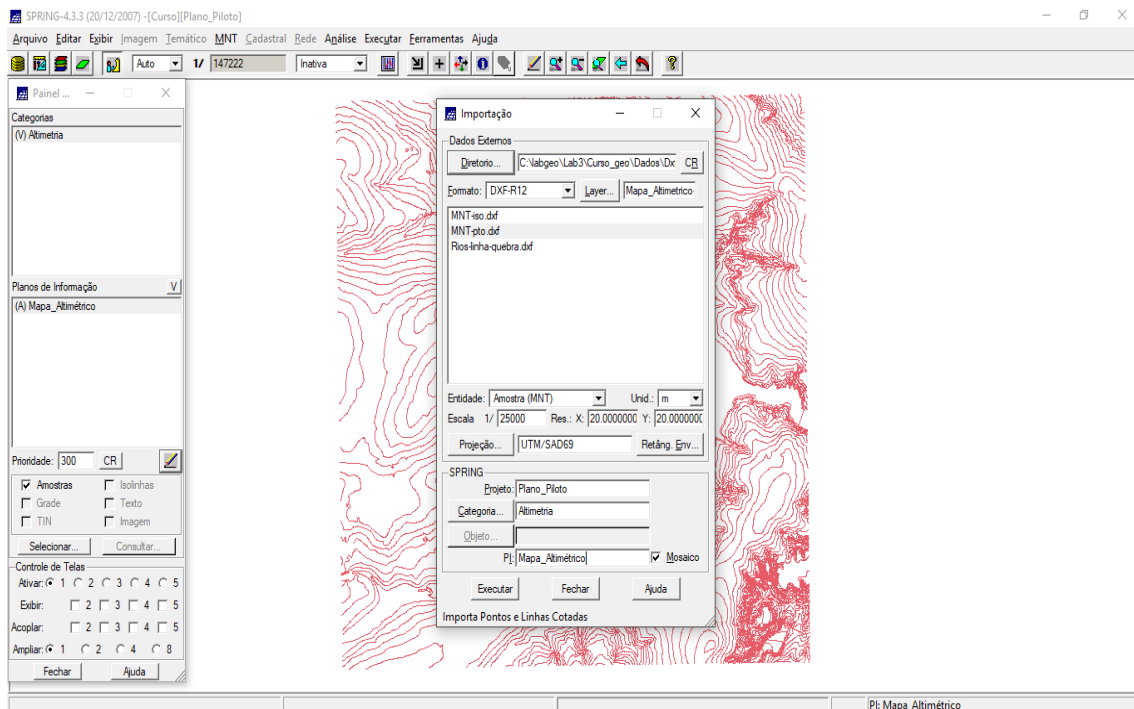 SPRING-4.3.3 (20/12/2007) -[Curso][Plano_Piloto]
Arquivo Editar Exibir Imagem Temático MNT Cadastral Rede Análise Executar Ferramentas Ajuda
Auto 1/ 147222 Inativa
Painel ...
Categorias
(V) Altimetria
Planos de Informação V
(A) Mapa_Altimétrico
Prioridade: 300 CR
Amostras Isolinhas
Grade Texto
TIN Imagem
Selecionar... Consultar...
Controle de Telas
Ativar: 1 2 3 4 5
Exibir: 2 3 4 5
Acoplar: 2 3 4 5
Ampliar: 1 2 4 8
Fechar Ajuda
Importação
Dados Externos
Diretorio... C:\labgeo\Lab3\Curso_geo\Dados\Dx CR
Formato: DXF-R12 Layer... Mapa_Altimetrico
MNT-iso.dxf
MNT-pto.dxf
Rios-linha-quebra.dxf
Entidade: Amostra (MNT) Unid.: m
Escala 1/ 25000 Res.: X: 20.0000000 Y: 20.0000000
Projeção... UTM/SAD69 Retâng. Env...
SPRING
Projeto: Plano_Piloto
Categoria... Altimetria
Objeto...
PI: Mapa_Altimétrico Mosaico
Executar Fechar Ajuda
Importa Pontos e Linhas Cotadas
PI: Mapa_Altimétrico